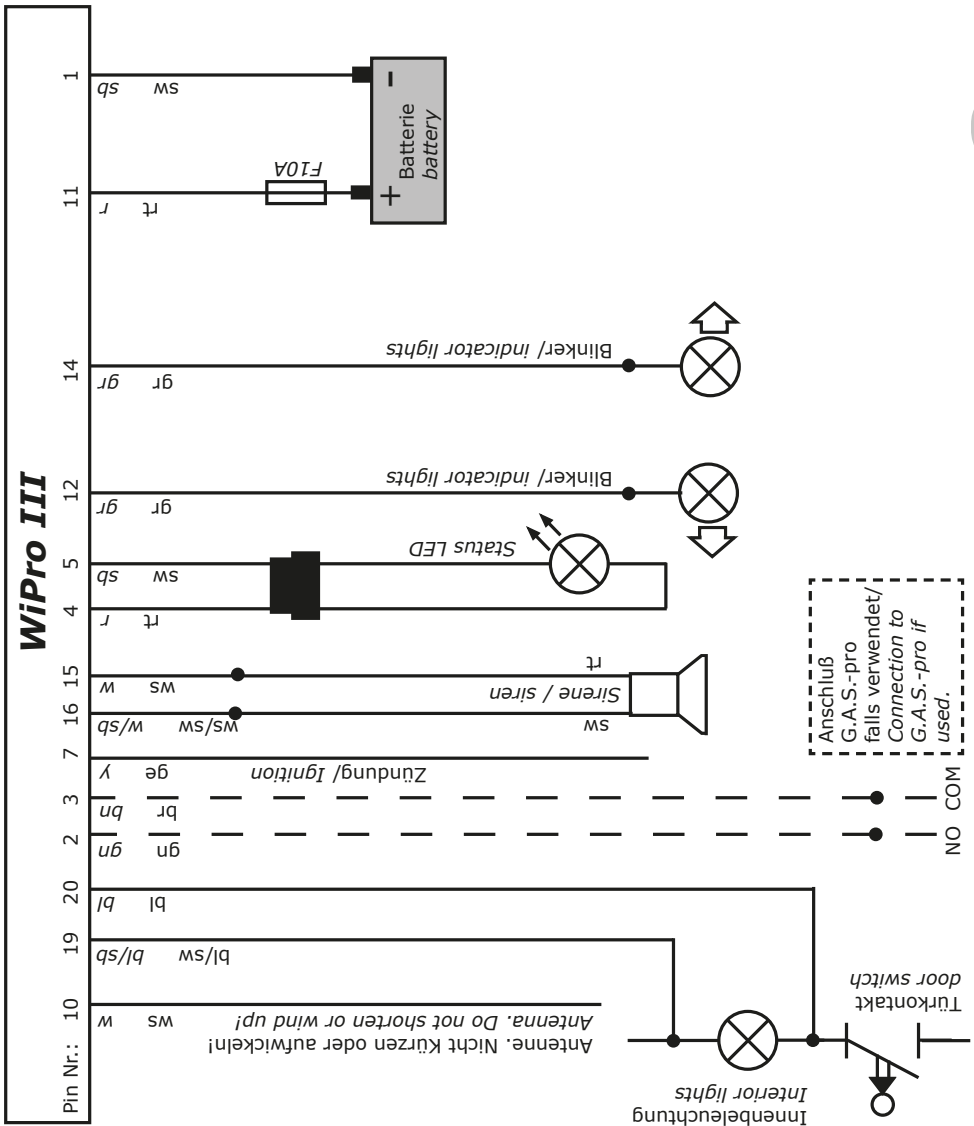 WiPro III
Pin Nr.:
1
sb sw
11
r rt
F10A
-
+
Batterie
battery
14
gr gr
Blinker/ indicator lights
12
gr gr
Blinker/ indicator lights
5
sb sw
Status LED
4
r rt
15
w ws
rt
Sirene / siren
16
w/sb ws/sw
sw
7
y ge
Zündung/ Ignition
3
bn br
COM
2
gn gn
NO
Anschluß
G.A.S.-pro
falls verwendet/
Connection to
G.A.S.-pro if
used.
20
bl bl
19
bl/sb bl/sw
10
w ws
Antenne. Nicht Kürzen oder aufwickeln!
Antenna. Do not shorten or wind up!
Innenbeleuchtung
Interior lights
Türkontakt
door switch